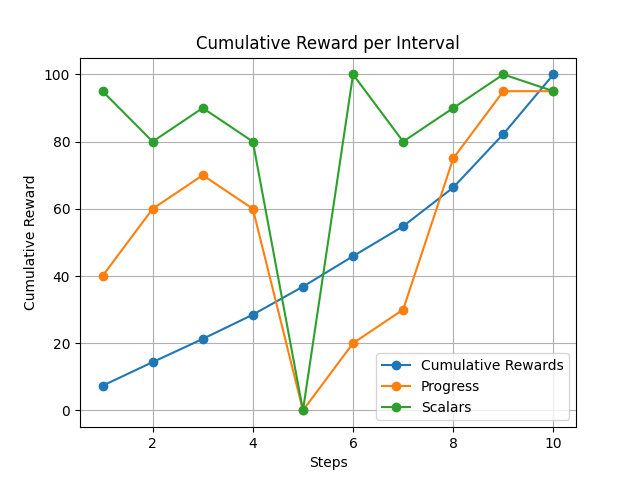 Cumulative Reward per Interval
Cumulative Reward
100
80
60
40
20
0
2
4
6
8
10
Steps
Cumulative Rewards
Progress
Scalars